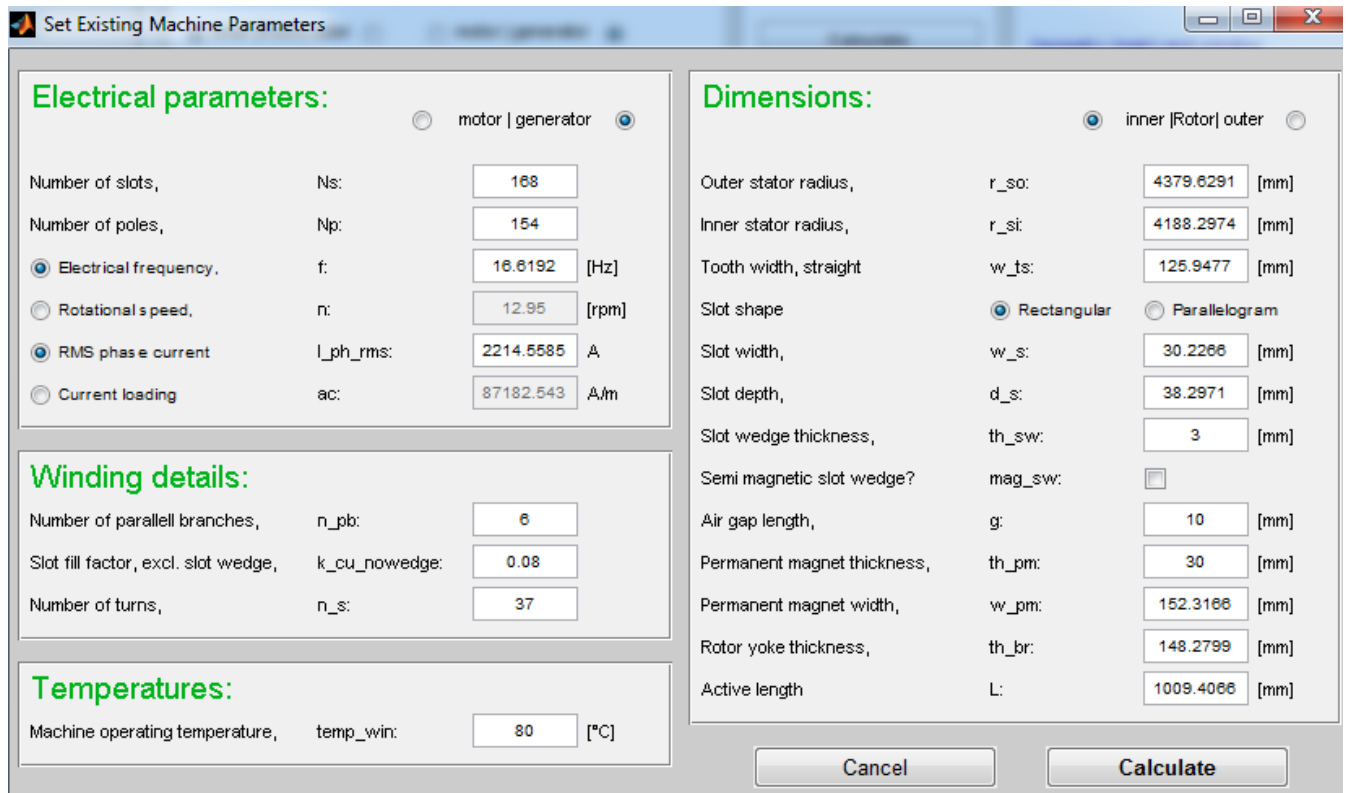 Set Existing Machine Parameters
Electrical parameters:
motor | generator
Number of slots, Ns: 168
Number of poles, Np: 154
Electrical frequency, f: 16.6192 [Hz]
Rotational speed, n: 12.95 [rpm]
RMS phase current I_ph_rms: 2214.5585 A
Current loading ac: 87182.543 A/m
Winding details:
Number of parallell branches, n_pb: 6
Slot fill factor, excl. slot wedge, k_cu_nowedge: 0.08
Number of turns, n_s: 37
Temperatures:
Machine operating temperature, temp_win: 80 [°C]
Dimensions:
inner |Rotor| outer
Outer stator radius, r_so: 4379.6291 [mm]
Inner stator radius, r_si: 4188.2974 [mm]
Tooth width, straight w_ts: 125.9477 [mm]
Slot shape Rectangular Parallelogram
Slot width, w_s: 30.2266 [mm]
Slot depth, d_s: 38.2971 [mm]
Slot wedge thickness, th_sw: 3 [mm]
Semi magnetic slot wedge? mag_sw:
Air gap length, g: 10 [mm]
Permanent magnet thickness, th_pm: 30 [mm]
Permanent magnet width, w_pm: 152.3166 [mm]
Rotor yoke thickness, th_br: 148.2799 [mm]
Active length L: 1009.4066 [mm]
Cancel
Calculate